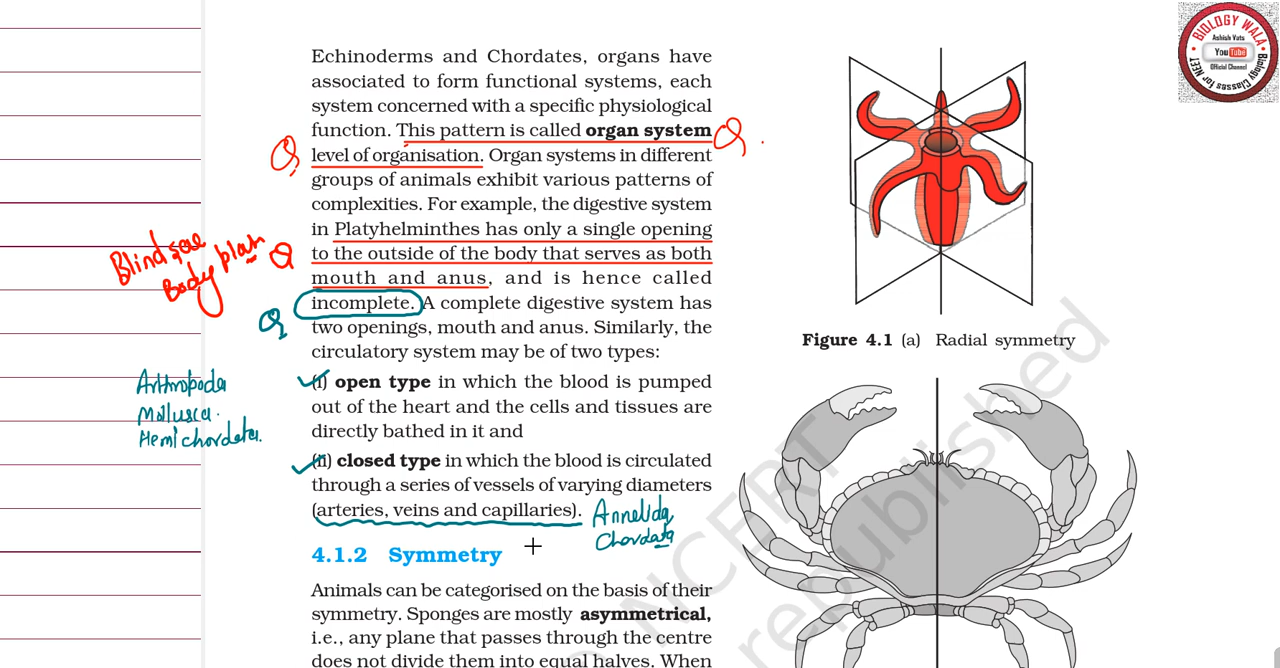 Echinoderms and Chordates, organs have
associated to form functional systems, each
system concerned with a specific physiological
function. This pattern is called organ system
level of organisation. Organ systems in different
groups of animals exhibit various patterns of
complexities. For example, the digestive system
in Platyhelminthes has only a single opening
to the outside of the body that serves as both
mouth and anus, and is hence called
incomplete. A complete digestive system has
two openings, mouth and anus. Similarly, the
circulatory system may be of two types:
(i) open type in which the blood is pumped
out of the heart and the cells and tissues are
directly bathed in it and
(ii) closed type in which the blood is circulated
through a series of vessels of varying diameters
(arteries, veins and capillaries).
4.1.2 Symmetry
Animals can be categorised on the basis of their
symmetry. Sponges are mostly asymmetrical,
i.e., any plane that passes through the centre
does not divide them into equal halves. When
Q
Q
Blind sac
Body plan Q
Q
Arthropoda
Mollusca.
Hemichordata.
Annelida
Chordata
Figure 4.1 (a) Radial symmetry
NCERT
republished
BIOLOGY WALA
Ashish Vats
YouTube
Official Channel
Biology Classes for NEET